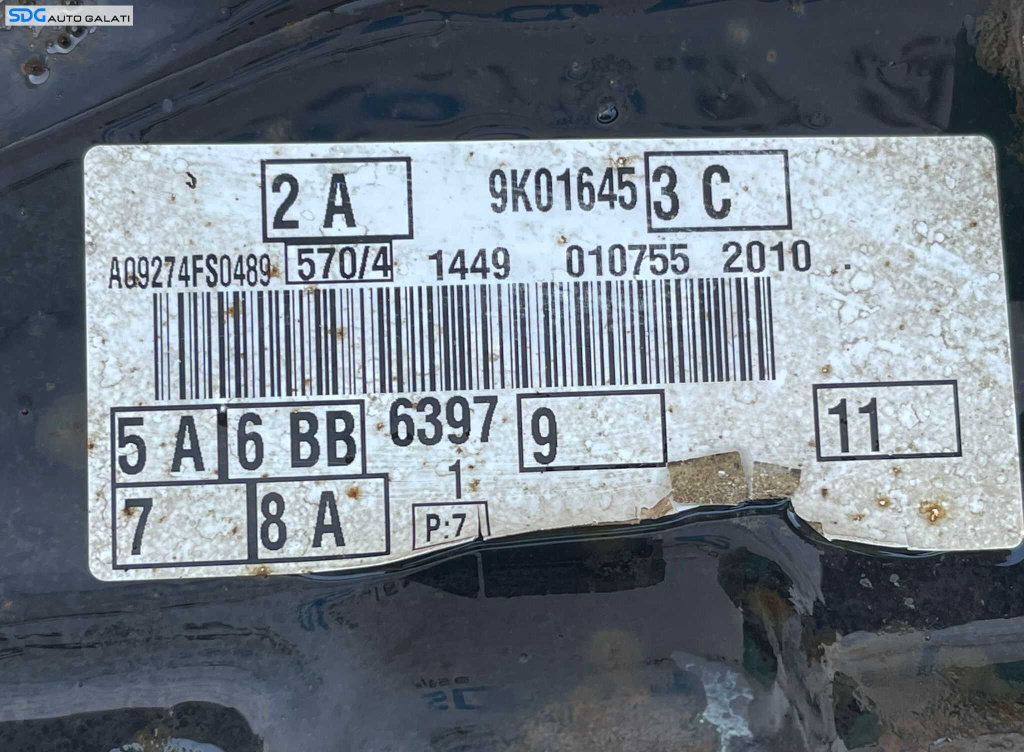 SDG AUTO GALATI
2 A 9K01645 3 C
AQ9274FS0489 570/4 1449 010755 2010 .
5 A 6 BB 6397 9 11
1
7 8 A P:7